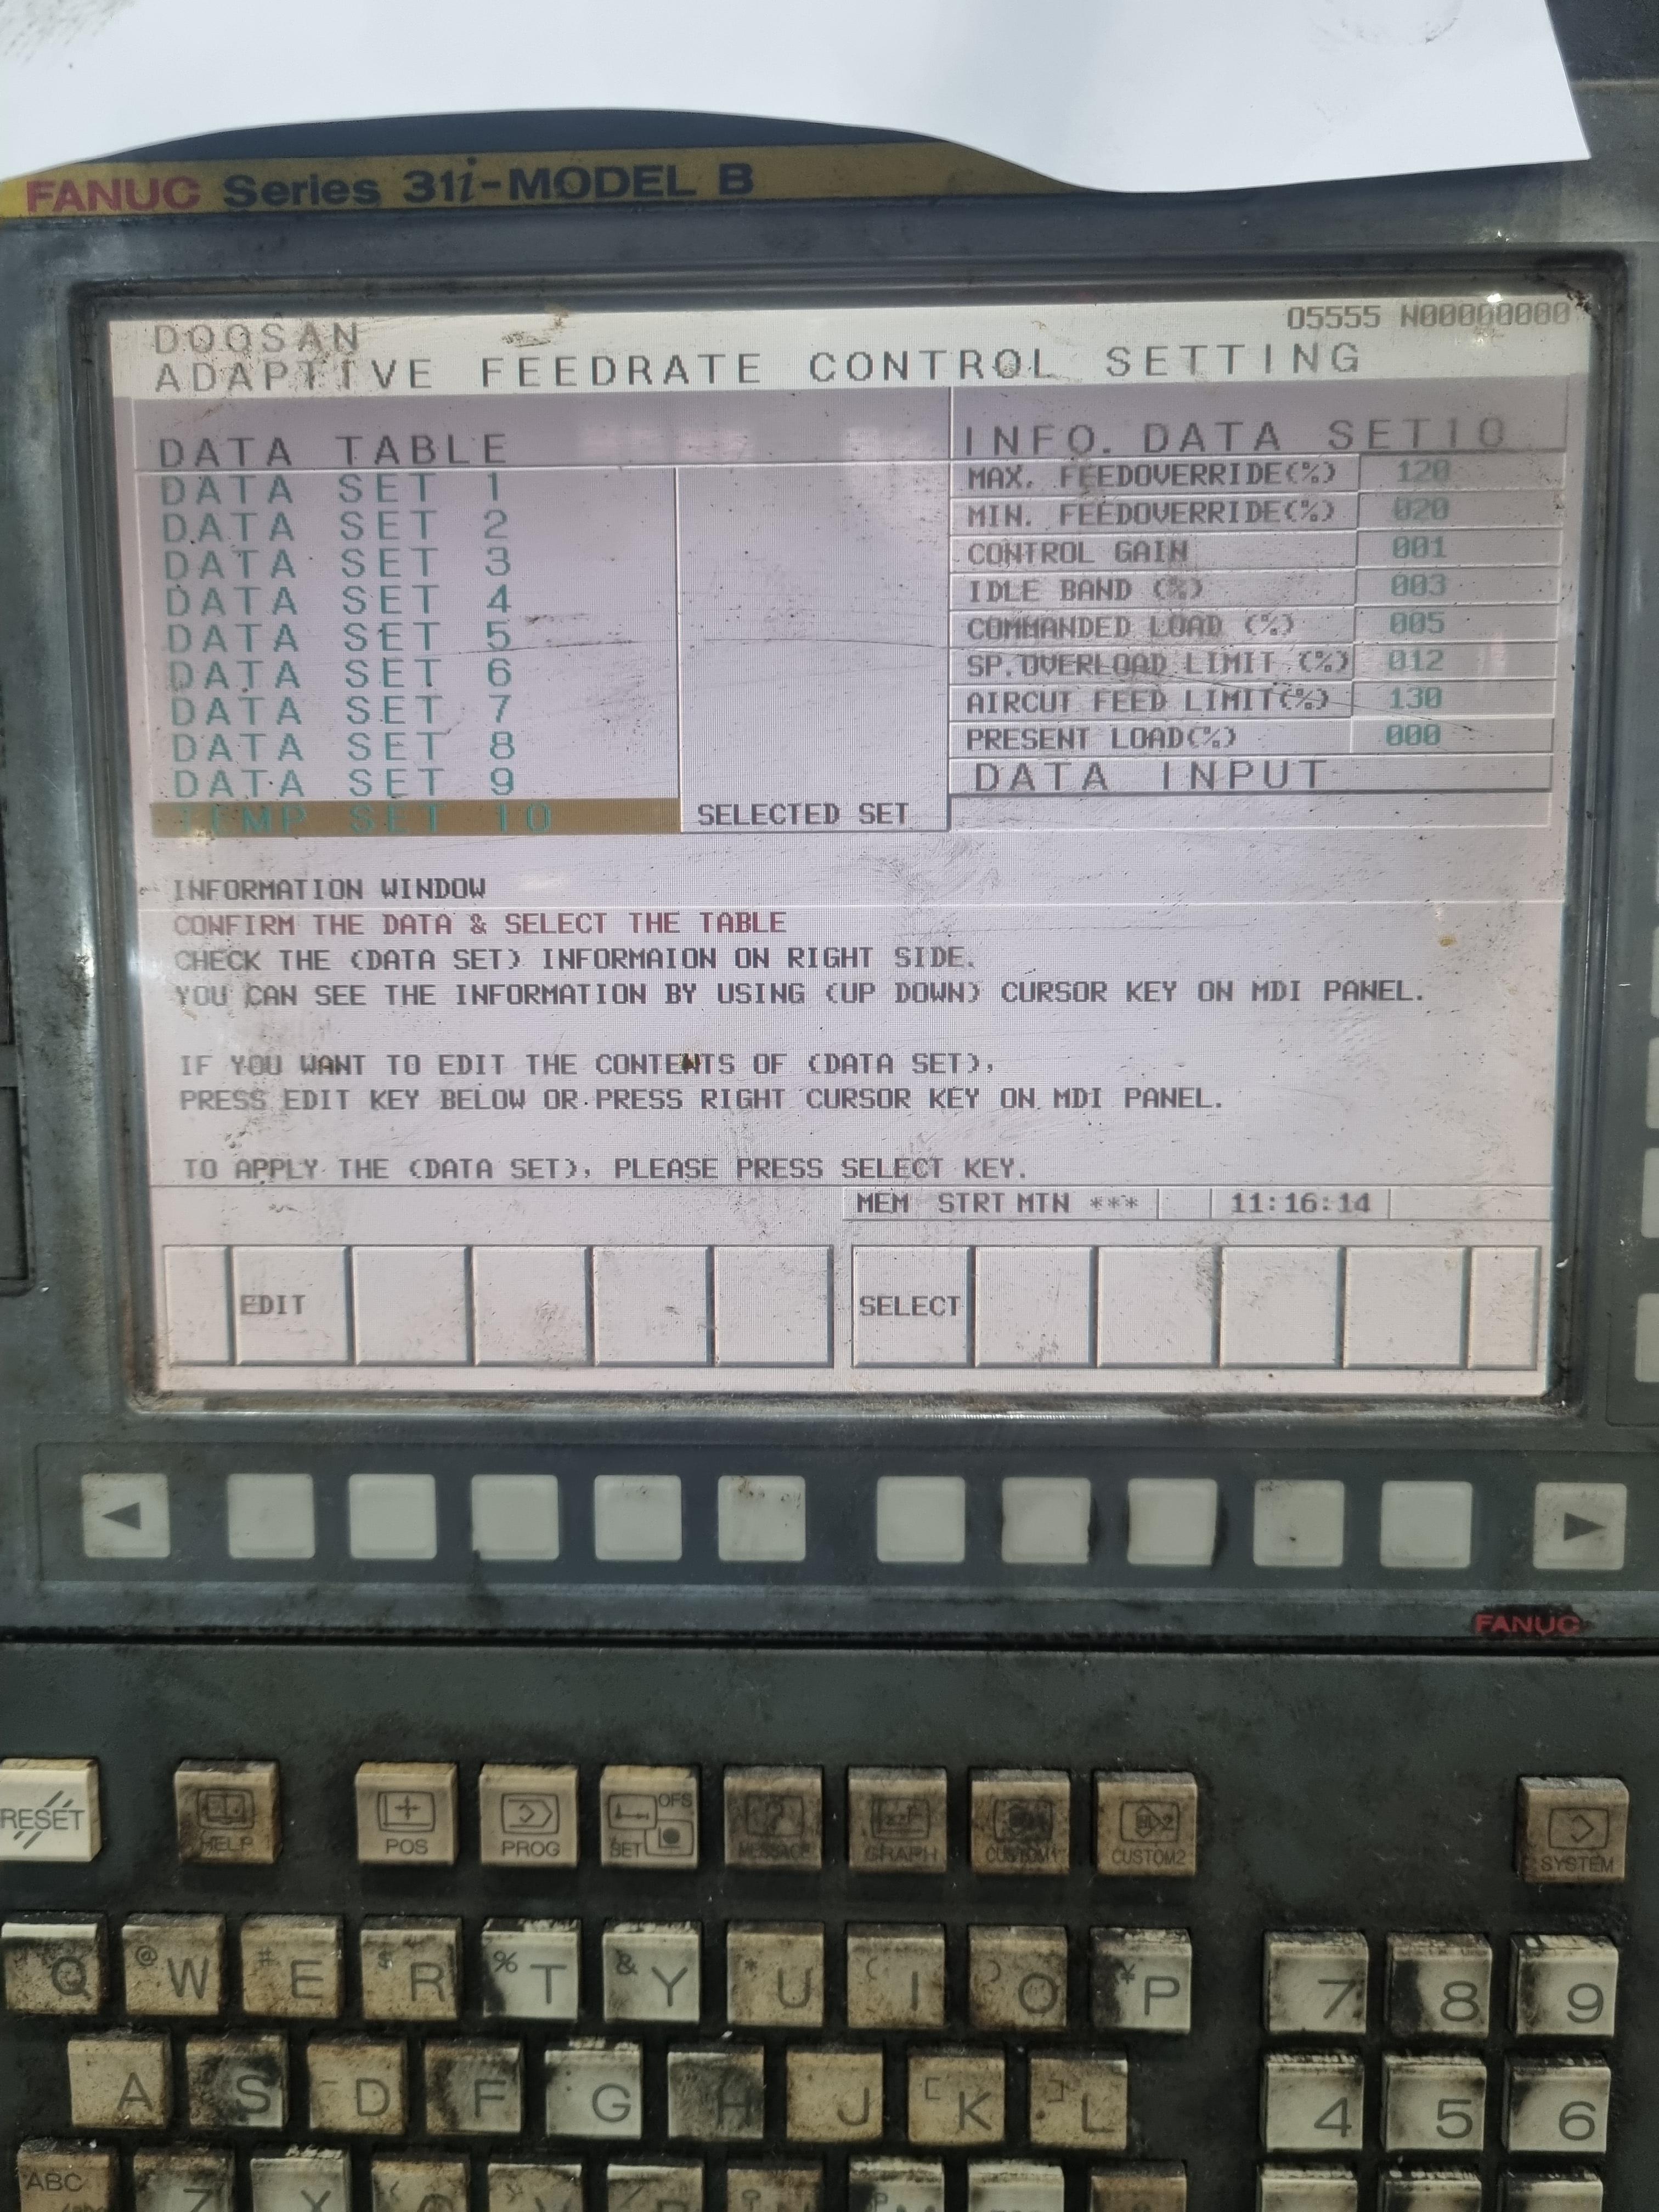 FANUC Series 31i-MODEL B
O5555 N00000000
DOOSAN
ADAPTIVE FEEDRATE CONTROL SETTING
DATA TABLE
DATA SET 1
DATA SET 2
DATA SET 3
DATA SET 4
DATA SET 5
DATA SET 6
DATA SET 7
DATA SET 8
DATA SET 9
TEMP SET 10
SELECTED SET
INFO. DATA SET10
MAX. FEEDOVERRIDE(%) 120
MIN. FEEDOVERRIDE(%) 020
CONTROL GAIN 001
IDLE BAND (%) 003
COMMANDED LOAD (%) 005
SP.OVERLOAD LIMIT (%) 012
AIRCUT FEED LIMIT(%) 130
PRESENT LOAD(%) 000
DATA INPUT
INFORMATION WINDOW
CONFIRM THE DATA & SELECT THE TABLE
CHECK THE (DATA SET) INFORMAION ON RIGHT SIDE.
YOU CAN SEE THE INFORMATION BY USING (UP DOWN) CURSOR KEY ON MDI PANEL.
IF YOU WANT TO EDIT THE CONTENTS OF (DATA SET),
PRESS EDIT KEY BELOW OR PRESS RIGHT CURSOR KEY ON MDI PANEL.
TO APPLY THE (DATA SET), PLEASE PRESS SELECT KEY.
MEM STRT MTN *** 11:16:14
EDIT SELECT
FANUC
RESET HELP POS PROG OFS SET MESSAGE GRAPH CUSTOM1 CUSTOM2 SYSTEM
Q @ W # E $ R % T & Y * U ( I ) O ¥ P 7 8 9
A S D F G H J [ K ] L 4 5 6
ABC Z X